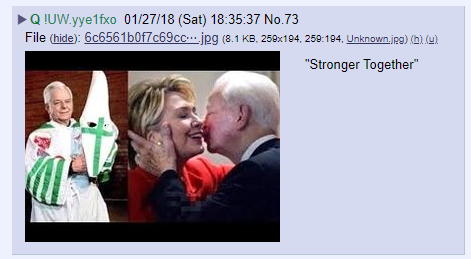 ▶Q !UW.yye1fxo 01/27/18 (Sat) 18:35:37 No.73
File (hide): 6c6561b0f7c69cc⋯.jpg (8.1 KB, 259x194, 259:194, Unknown.jpg) (h) (u)
"Stronger Together"